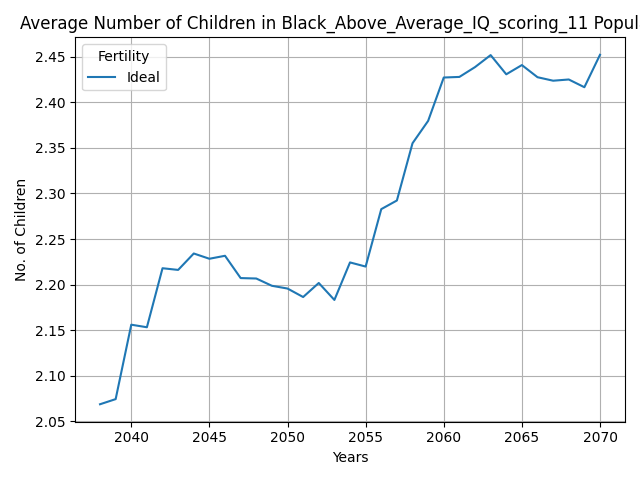 Average Number of Children in Black_Above_Average_IQ_scoring_11 Popul
Fertility
Ideal
2.45
2.40
2.35
2.30
2.25
2.20
2.15
2.10
2.05
No. of Children
2040 2045 2050 2055 2060 2065 2070
Years